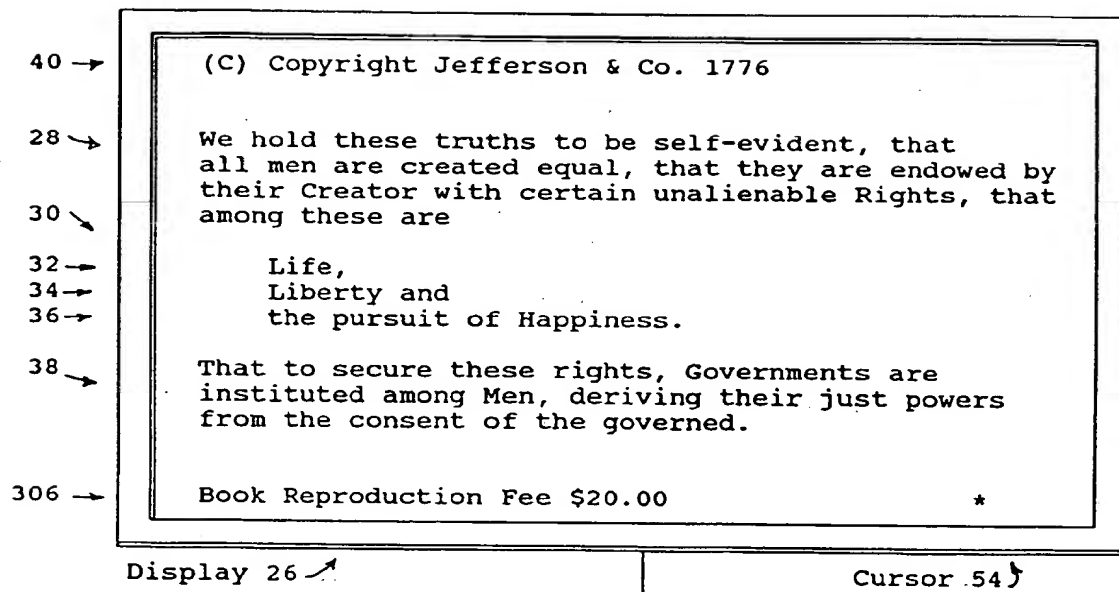 40 (C) Copyright Jefferson & Co. 1776
28 We hold these truths to be self-evident, that
all men are created equal, that they are endowed by
their Creator with certain unalienable Rights, that
30 among these are
32 Life,
34 Liberty and
36 the pursuit of Happiness.
38 That to secure these rights, Governments are
instituted among Men, deriving their just powers
from the consent of the governed.
306 Book Reproduction Fee $20.00 *
Display 26 Cursor 54